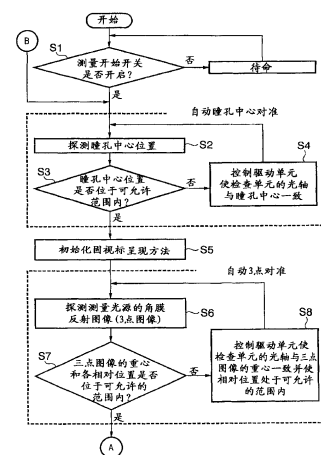 开始
B
S1
测量开始开关
是否开启？
否
待命
是
自动瞳孔中心对准
探测瞳孔中心位置
S2
S3
瞳孔中心位置
是否位于可允许
范围内？
否
S4
控制驱动单元
使检查单元的光轴
与瞳孔中心一致
是
初始化固视标呈现方法
S5
自动3点对准
探测测量光源的角膜
反射图像(3点图像)
S6
S7
三点图像的重心
和各相对位置是否
位于可允许的
范围内？
否
S8
控制驱动单元使
检查单元的光轴与三点
图像的重心一致并使
相对位置处于可允许
的范围内
是
A